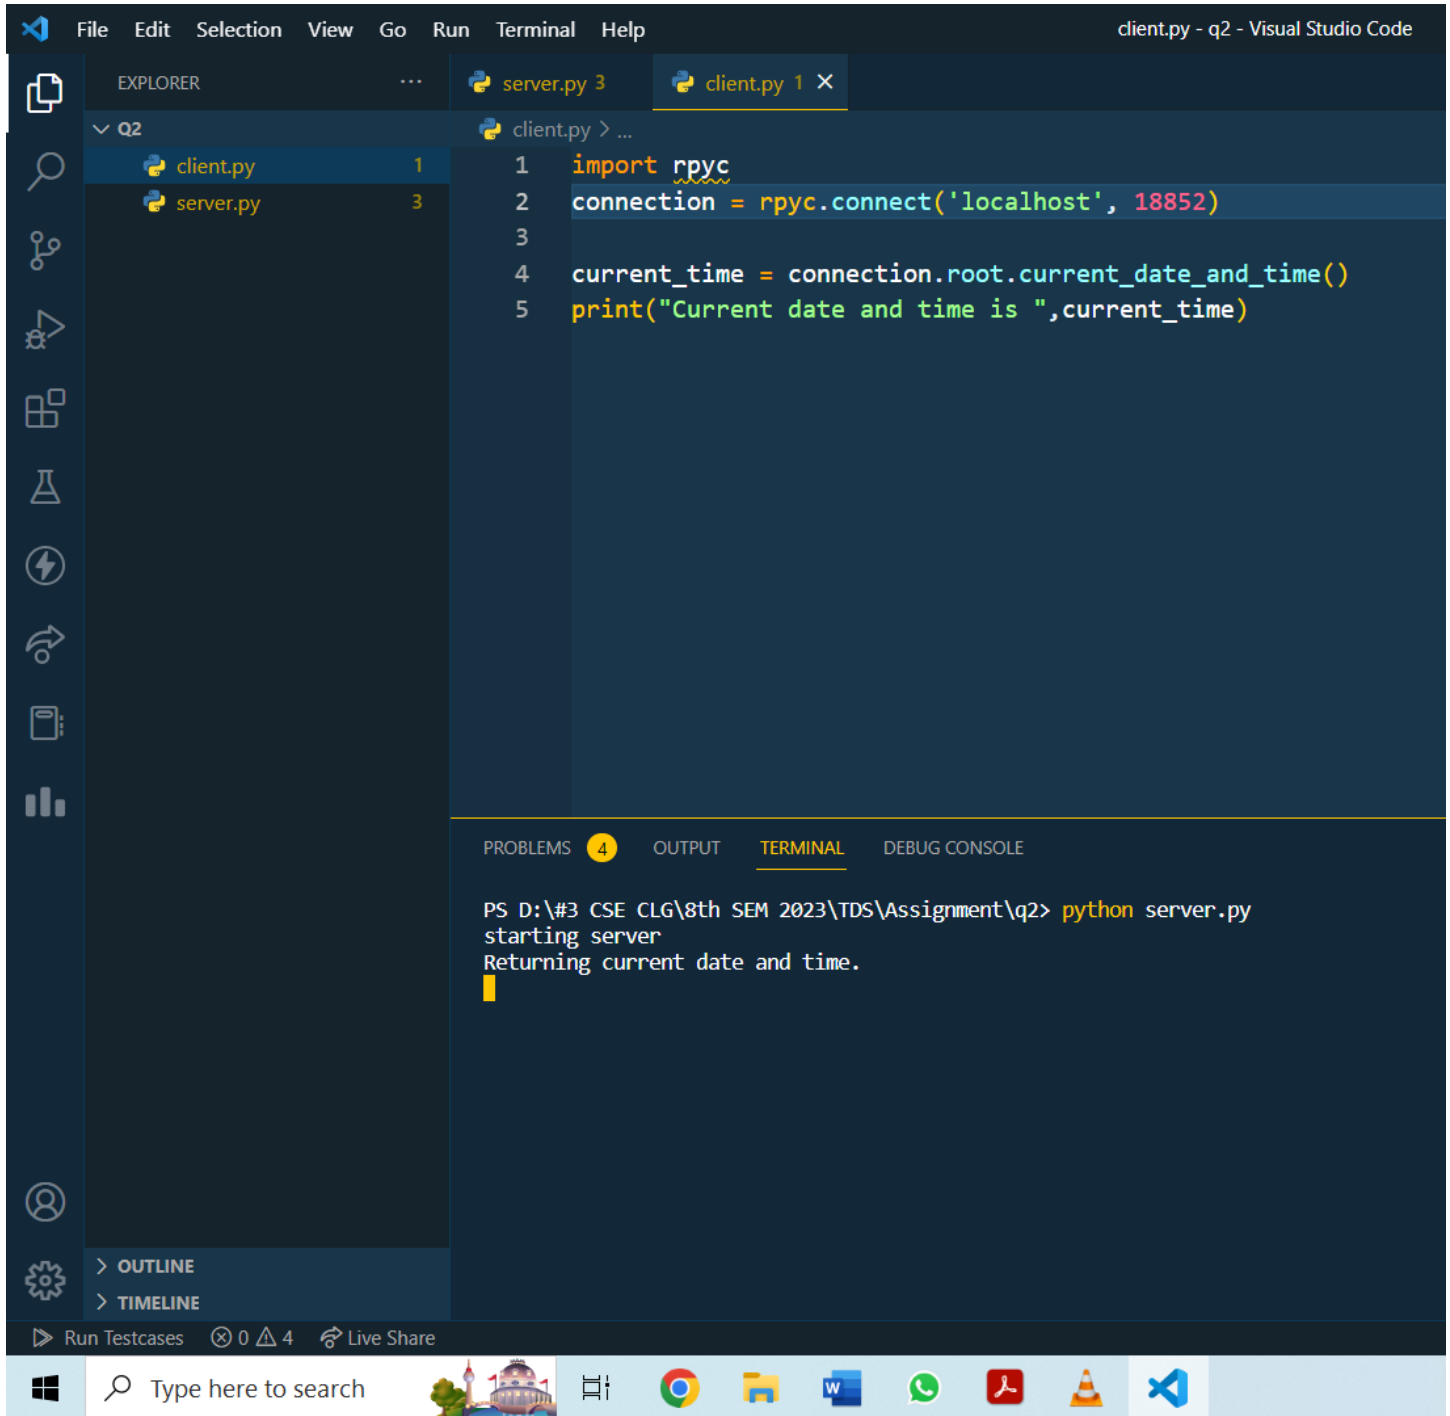 File Edit Selection View Go Run Terminal Help
client.py - q2 - Visual Studio Code
EXPLORER ···
Q2
client.py 1
server.py 3
server.py 3
client.py 1
client.py > ...
1 import rpyc
2 connection = rpyc.connect('localhost', 18852)
3
4 current_time = connection.root.current_date_and_time()
5 print("Current date and time is ",current_time)
PROBLEMS 4 OUTPUT TERMINAL DEBUG CONSOLE
PS D:\#3 CSE CLG\8th SEM 2023\TDS\Assignment\q2> python server.py
starting server
Returning current date and time.
OUTLINE
TIMELINE
Run Testcases 0 4 Live Share
Type here to search
W